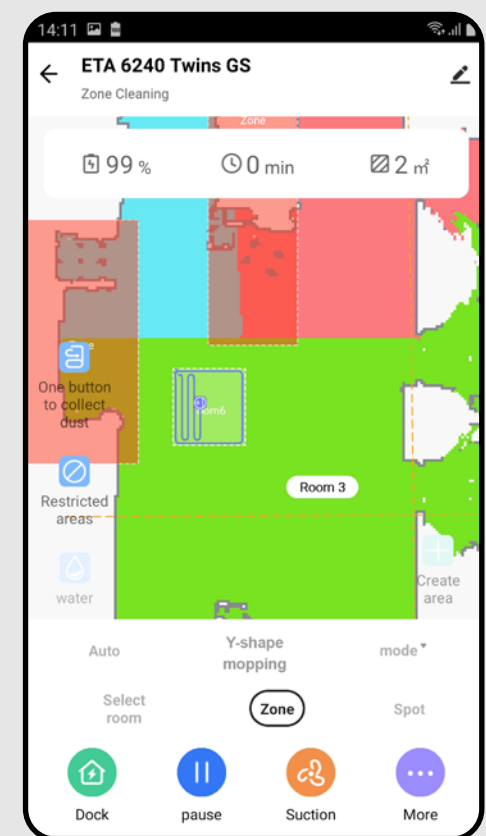 14:11
ETA 6240 Twins GS
Zone Cleaning
Zone
99 %
0 min
2 m²
Zone
One button
to collect
dust
room6
Room 3
Restricted
areas
water
Create
area
Auto
Y-shape
mopping
mode
Select
room
Zone
Spot
Dock
pause
Suction
More